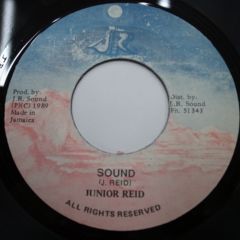 JR
Prod. by
J.R. Sound
(P)(C) 1989
Made in
Jamaica
Dist. by
J.R. Sound
Fn. 51343
SOUND
(J. REID)
JUNIOR REID
ALL RIGHTS RESERVED